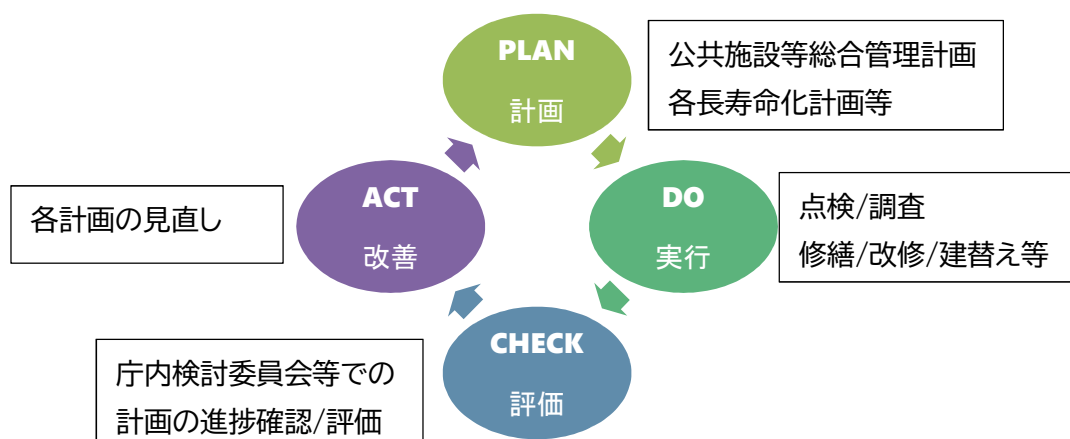 PLAN
計画
公共施設等総合管理計画
各長寿命化計画等
ACT
改善
各計画の見直し
DO
実行
点検/調査
修繕/改修/建替え等
CHECK
評価
庁内検討委員会等での
計画の進捗確認/評価